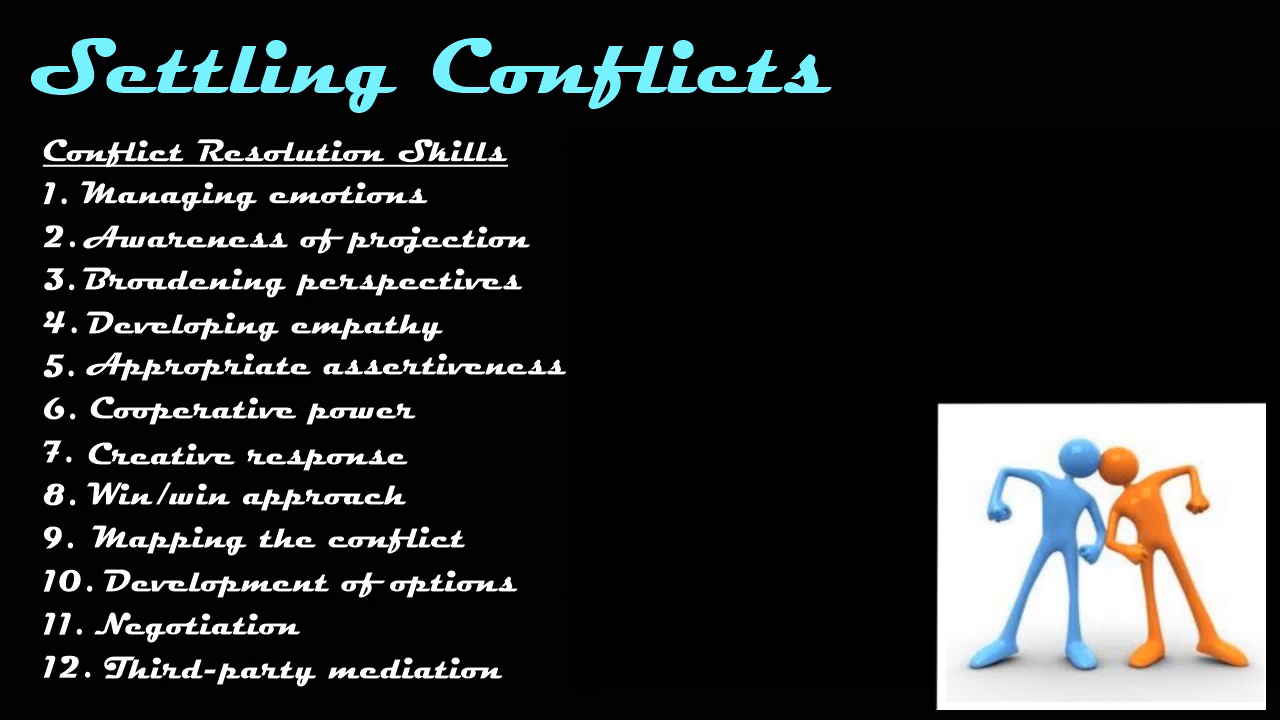 Settling Conflicts
Conflict Resolution Skills
1. Managing emotions
2. Awareness of projection
3. Broadening perspectives
4. Developing empathy
5. Appropriate assertiveness
6. Cooperative power
7. Creative response
8. Win/win approach
9. Mapping the conflict
10. Development of options
11. Negotiation
12. Third-party mediation